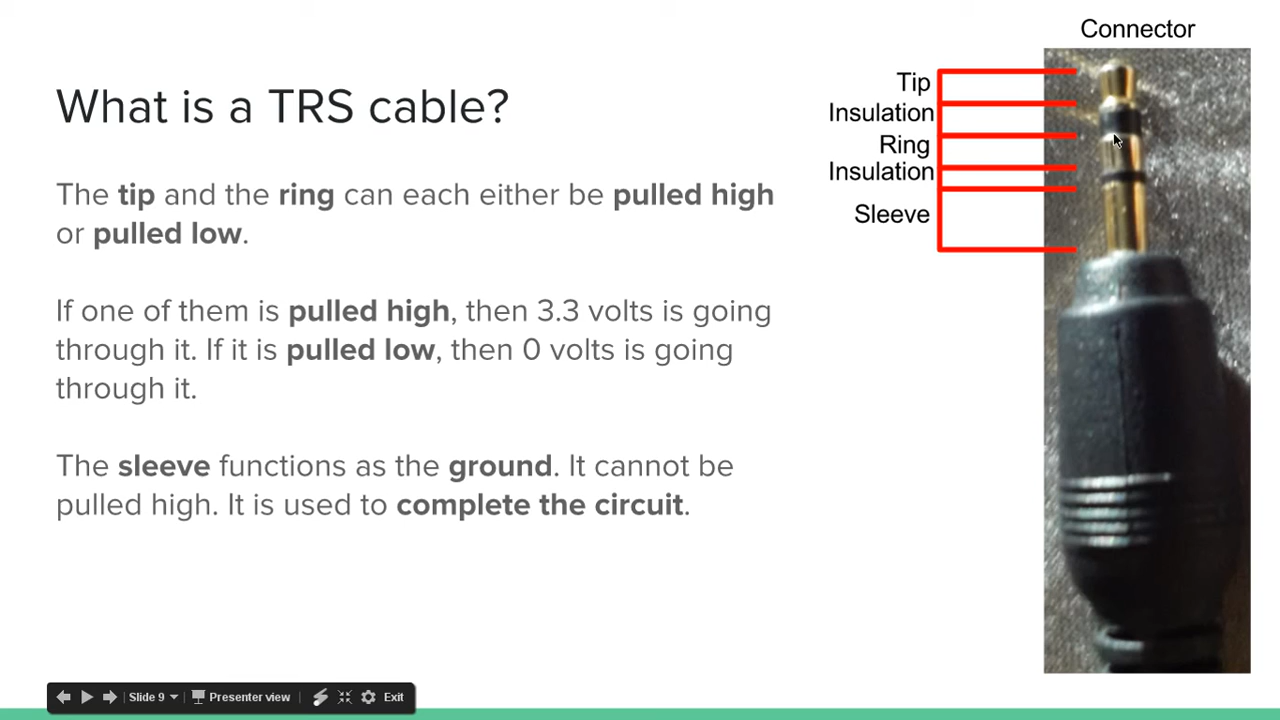 Connector
What is a TRS cable?
Tip
Insulation
Ring
Insulation
Sleeve
The tip and the ring can each either be pulled high
or pulled low.
If one of them is pulled high, then 3.3 volts is going
through it. If it is pulled low, then 0 volts is going
through it.
The sleeve functions as the ground. It cannot be
pulled high. It is used to complete the circuit.
Slide 9
Presenter view
Exit